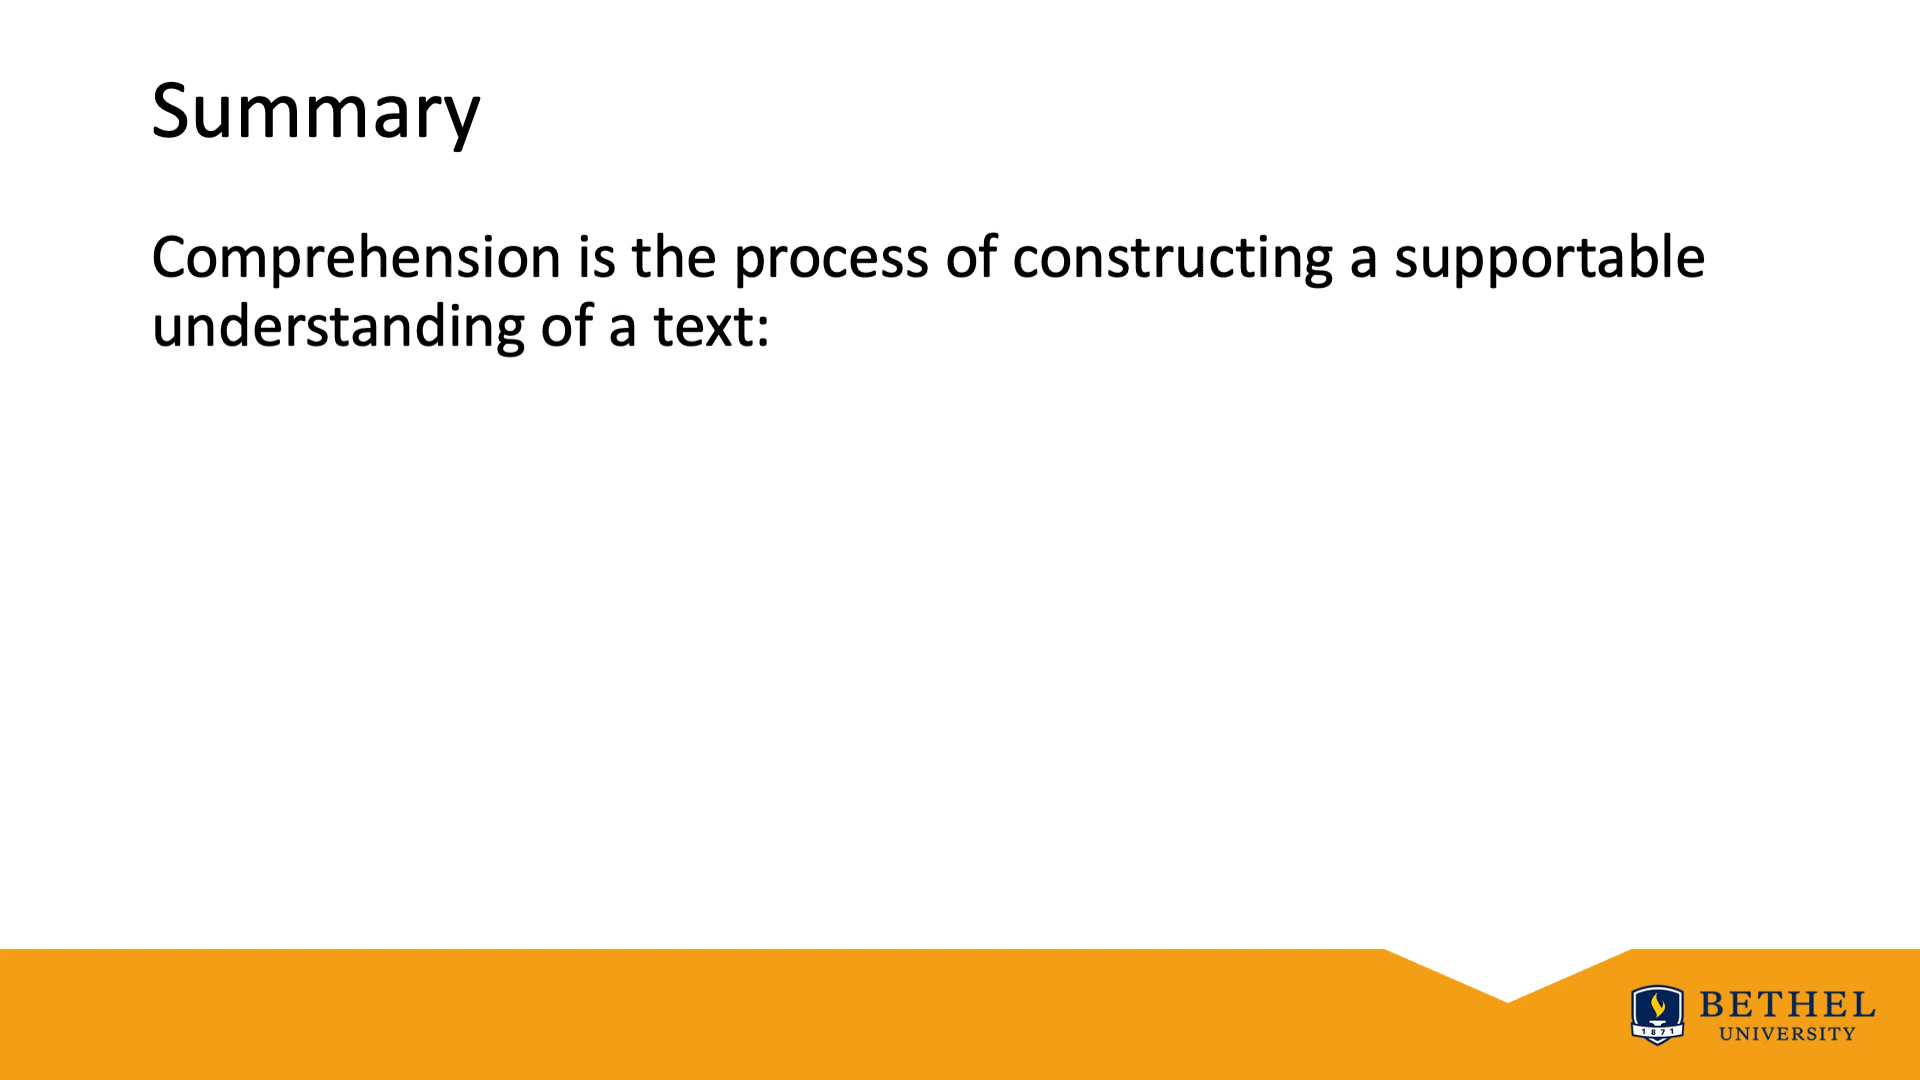 Summary
Comprehension is the process of constructing a supportable
understanding of a text:
1871
BETHEL
UNIVERSITY